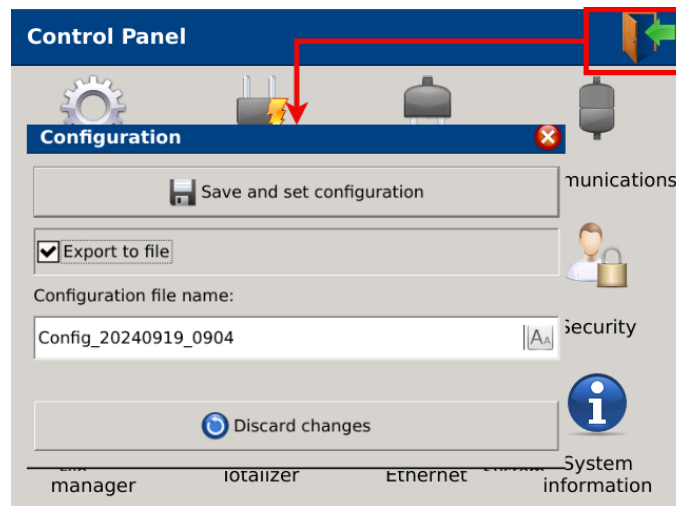 Control Panel
Configuration
Save and set configuration
munications
Export to file
Configuration file name:
Config_20240919_0904
Security
Discard changes
manager
Totalizer
Ethernet
System
information